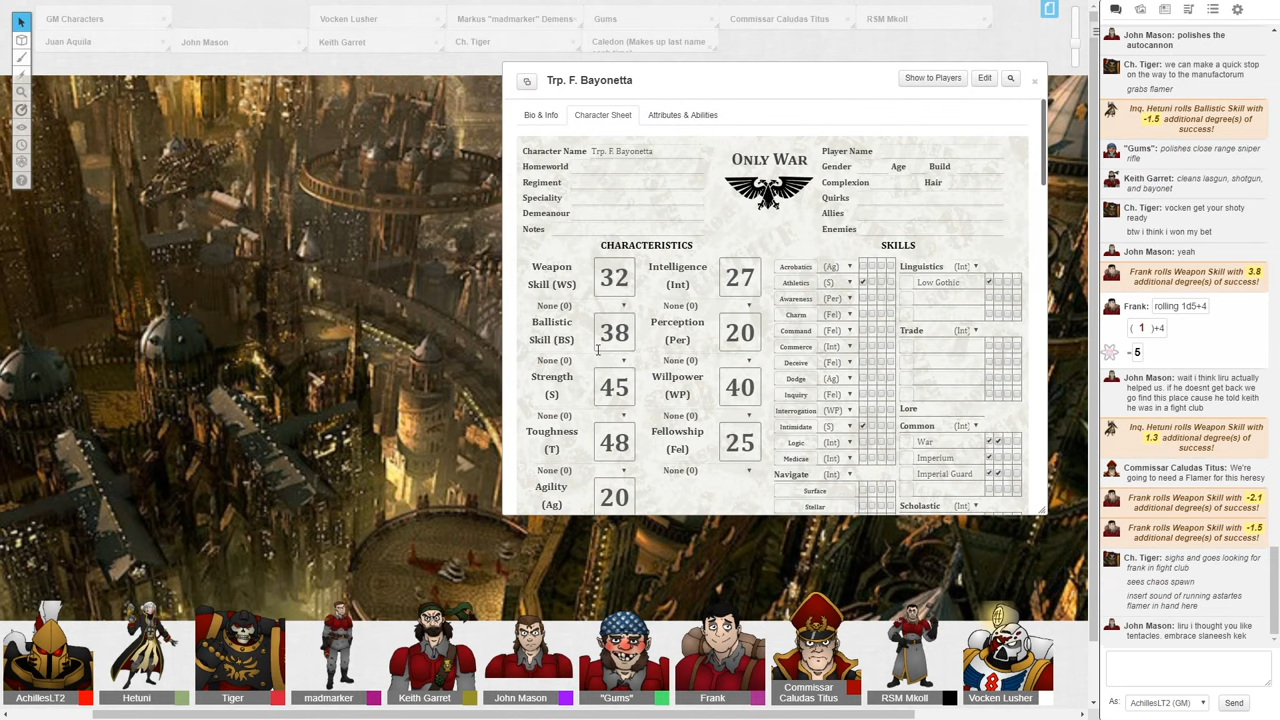 GM Characters
Vocken Lusher
Markus "madmarker" Demens
Gums
Commissar Caludas Titus
RSM Mkoll
Juan Aquila
John Mason
Keith Garret
Ch. Tiger
Caledon (Makes up last name
Trp. F. Bayonetta
Show to Players
Edit
Bio & Info
Character Sheet
Attributes & Abilities
Character Name Trp. F. Bayonetta
Homeworld
Regiment
Speciality
Demeanour
Notes
ONLY WAR
Player Name
Gender Age Build
Complexion Hair
Quirks
Allies
Enemies
CHARACTERISTICS
Weapon
Skill (WS)
32
Intelligence
(Int)
27
None (0)
None (0)
Ballistic
Skill (BS)
38
Perception
(Per)
20
None (0)
None (0)
Strength
(S)
45
Willpower
(WP)
40
None (0)
None (0)
Toughness
(T)
48
Fellowship
(Fel)
25
None (0)
None (0)
Agility
(Ag)
20
SKILLS
Acrobatics (Ag)
Athletics (S)
Awareness (Per)
Charm (Fel)
Command (Fel)
Commerce (Int)
Deceive (Fel)
Dodge (Ag)
Inquiry (Fel)
Interrogation (WP)
Intimidate (S)
Logic (Int)
Medicae (Int)
Navigate (Int)
Surface
Stellar
Linguistics (Int)
Low Gothic
Trade (Int)
Lore
Common (Int)
War
Imperium
Imperial Guard
Scholastic (Int)
John Mason: polishes the
autocannon
Ch. Tiger: we can make a quick stop
on the way to the manufactorum
grabs flamer
Inq. Hetuni rolls Ballistic Skill with
-1.5 additional degree(s) of
success!
"Gums": polishes close range sniper
rifle
Keith Garret: cleans lasgun, shotgun,
and bayonet
Ch. Tiger: vocken get your shoty
ready
btw i think i won my bet
John Mason: yeah
Frank rolls Weapon Skill with 3.8
additional degree(s) of success!
Frank: rolling 1d5+4
( 1 )+4
= 5
John Mason: wait i think liru actually
helped us. if he doesnt get back we
go find this place cause he told keith
he was in a fight club
Inq. Hetuni rolls Weapon Skill with
1.3 additional degree(s) of
success!
Commissar Caludas Titus: We're
going to need a Flamer for this heresy
Frank rolls Weapon Skill with -2.1
additional degree(s) of success!
Frank rolls Weapon Skill with -1.5
additional degree(s) of success!
Ch. Tiger: sighs and goes looking for
frank in fight club
sees chaos spawn
insert sound of running astartes
flamer in hand here
John Mason: liru i thought you like
tentacles. embrace slaneesh kek
As: AchillesLT2 (GM)
Send
AchillesLT2
Hetuni
Tiger
madmarker
Keith Garret
John Mason
"Gums"
Frank
Commissar
Caludas Titus
RSM Mkoll
Vocken Lusher